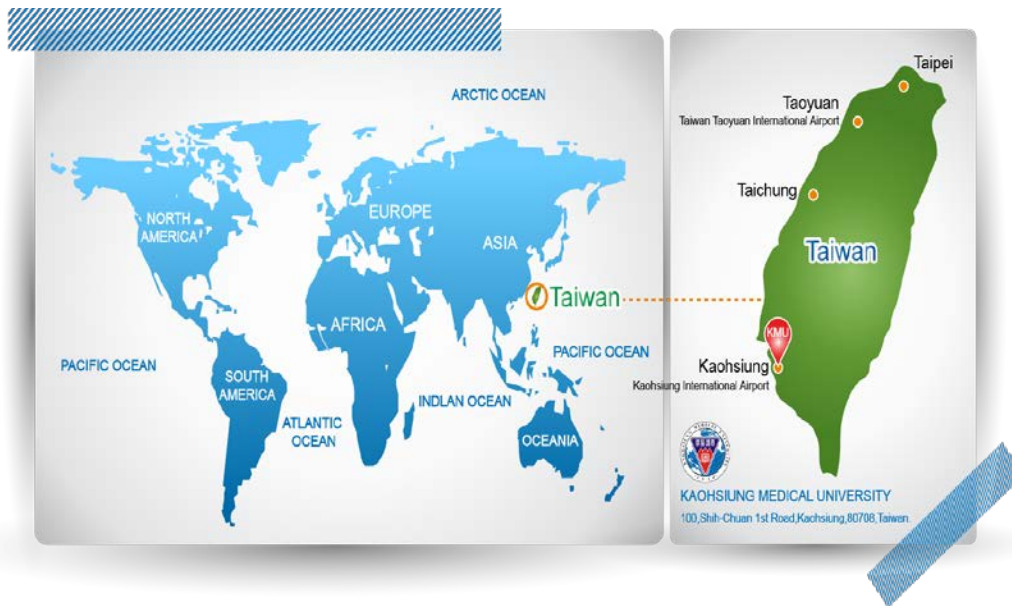 ARCTIC OCEAN
NORTH
AMERICA
EUROPE
ASIA
Taiwan
AFRICA
PACIFIC OCEAN
PACIFIC OCEAN
SOUTH
AMERICA
INDLAN OCEAN
ATLANTIC
OCEAN
OCEANIA
Taipei
Taoyuan
Taiwan Taoyuan International Airport
Taichung
Taiwan
KMU
Kaohsiung
Kaohsiung International Airport
KAOHSIUNG MEDICAL UNIVERSITY
100,Shih-Chuan 1st Road,Kaohsiung,80708,Taiwan.